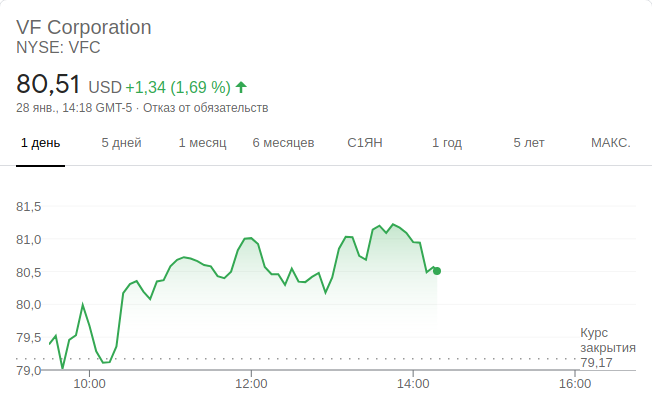 VF Corporation
NYSE: VFC
80,51 USD +1,34 (1,69 %)
28 янв., 14:18 GMT-5 · Отказ от обязательств
1 день 5 дней 1 месяц 6 месяцев С1ЯН 1 год 5 лет МАКС.
81,5
81,0
80,5
80,0
79,5
79,0
Курс
закрытия
79,17
10:00 12:00 14:00 16:00